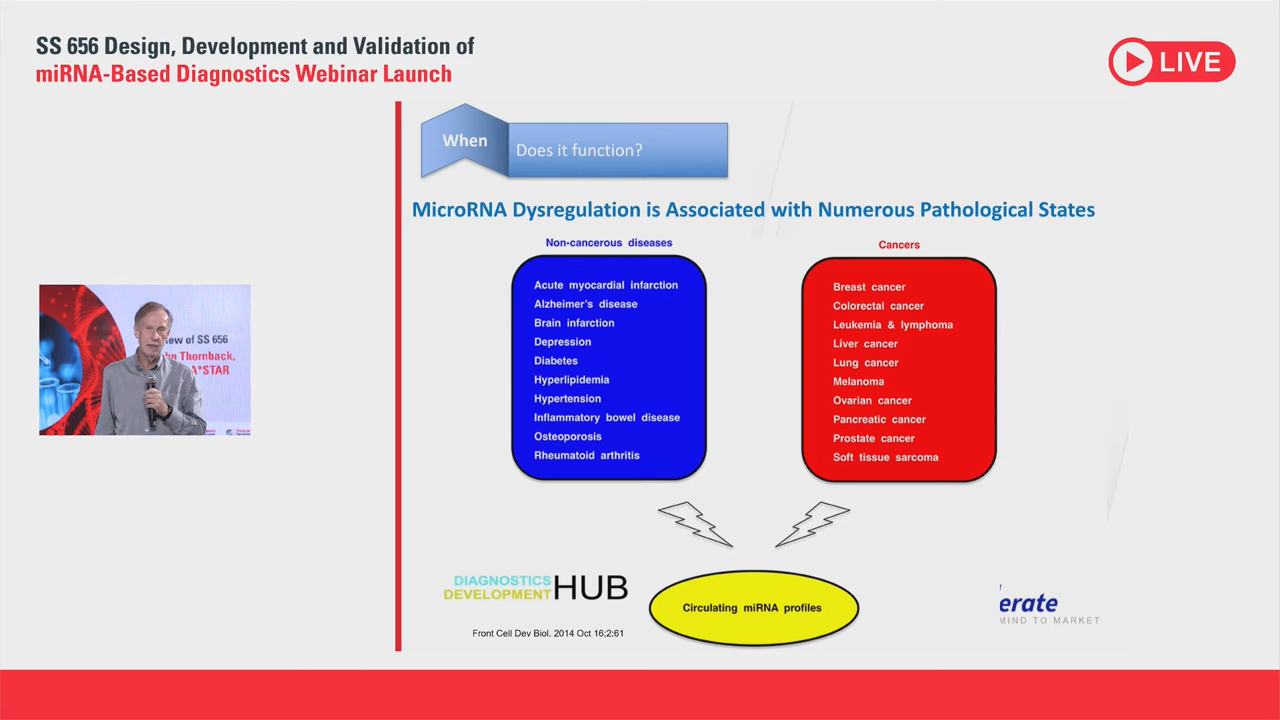 SS 656 Design, Development and Validation of
miRNA-Based Diagnostics Webinar Launch
LIVE
When
Does it function?
MicroRNA Dysregulation is Associated with Numerous Pathological States
Non-cancerous diseases
Acute myocardial infarction
Alzheimer's disease
Brain infarction
Depression
Diabetes
Hyperlipidemia
Hypertension
Inflammatory bowel disease
Osteoporosis
Rheumatoid arthritis
Cancers
Breast cancer
Colorectal cancer
Leukemia & lymphoma
Liver cancer
Lung cancer
Melanoma
Ovarian cancer
Pancreatic cancer
Prostate cancer
Soft tissue sarcoma
of SS 656
Thornback,
A*STAR
DIAGNOSTICS
DEVELOPMENT HUB
Circulating miRNA profiles
Front Cell Dev Biol. 2014 Oct 16;2:61
erate
MIND TO MARKET